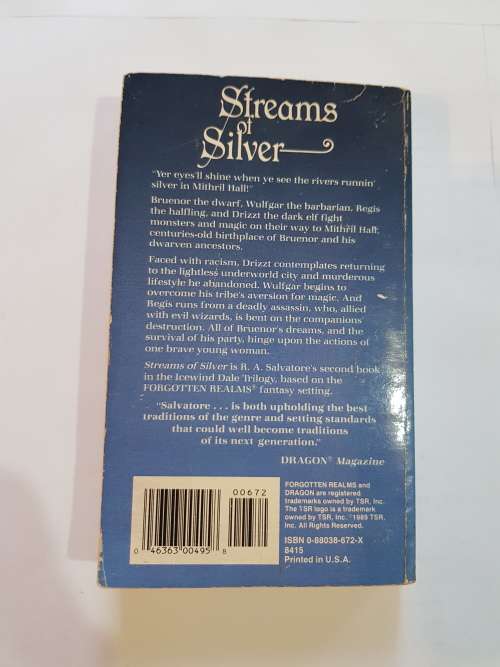 Streams
of
Silver
"Yer eyes'll shine when ye see the rivers runnin'
silver in Mithril Hall!"
Bruenor the dwarf, Wulfgar the barbarian, Regis
the halfling, and Drizzt the dark elf fight
monsters and magic on their way to Mithril Hall,
centuries-old birthplace of Bruenor and his
dwarven ancestors.
Faced with racism, Drizzt contemplates returning
to the lightless underworld city and murderous
lifestyle he abandoned. Wulfgar begins to
overcome his tribe's aversion for magic. And
Regis runs from a deadly assassin, who, allied
with evil wizards, is bent on the companions'
destruction. All of Bruenor's dreams, and the
survival of his party, hinge upon the actions of
one brave young woman.
Streams of Silver is R. A. Salvatore's second book
in the Icewind Dale Trilogy, based on the
FORGOTTEN REALMS® fantasy setting.
"Salvatore . . . is both upholding the best
traditions of the genre and setting standards
that could well become traditions
of its next generation."
DRAGON® Magazine
00672
0 46363 00495 8
FORGOTTEN REALMS and
DRAGON are registered
trademarks owned by TSR, Inc.
The TSR logo is a trademark
owned by TSR, Inc. ©1989 TSR,
Inc. All Rights Reserved.
ISBN 0-88038-672-X
8415
Printed in U.S.A.